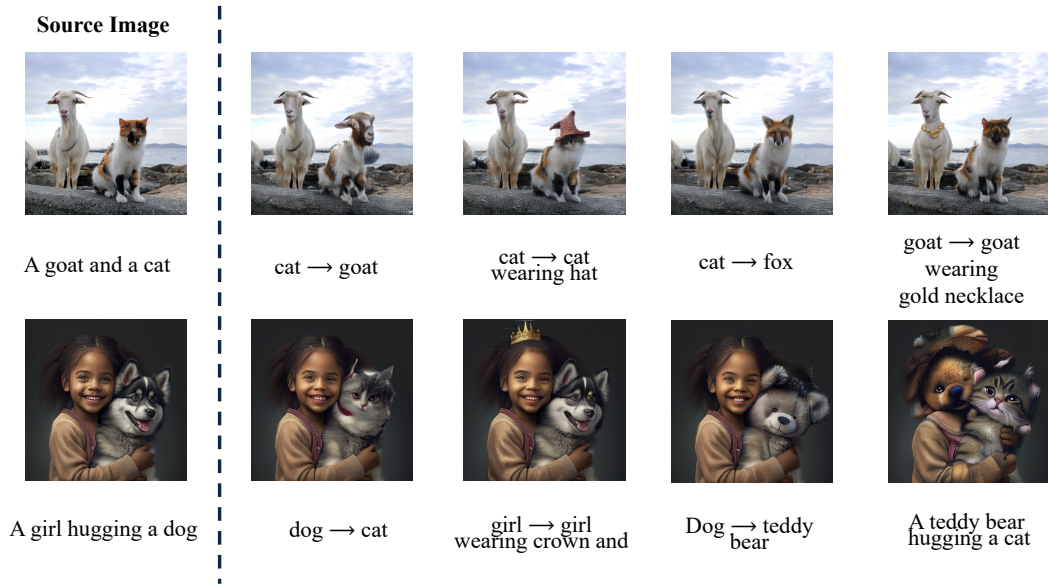 Source Image
A goat and a cat
cat → goat
cat → cat
wearing hat
cat → fox
goat → goat
wearing
gold necklace
A girl hugging a dog
dog → cat
girl → girl
wearing crown and
Dog → teddy
bear
A teddy bear
hugging a cat